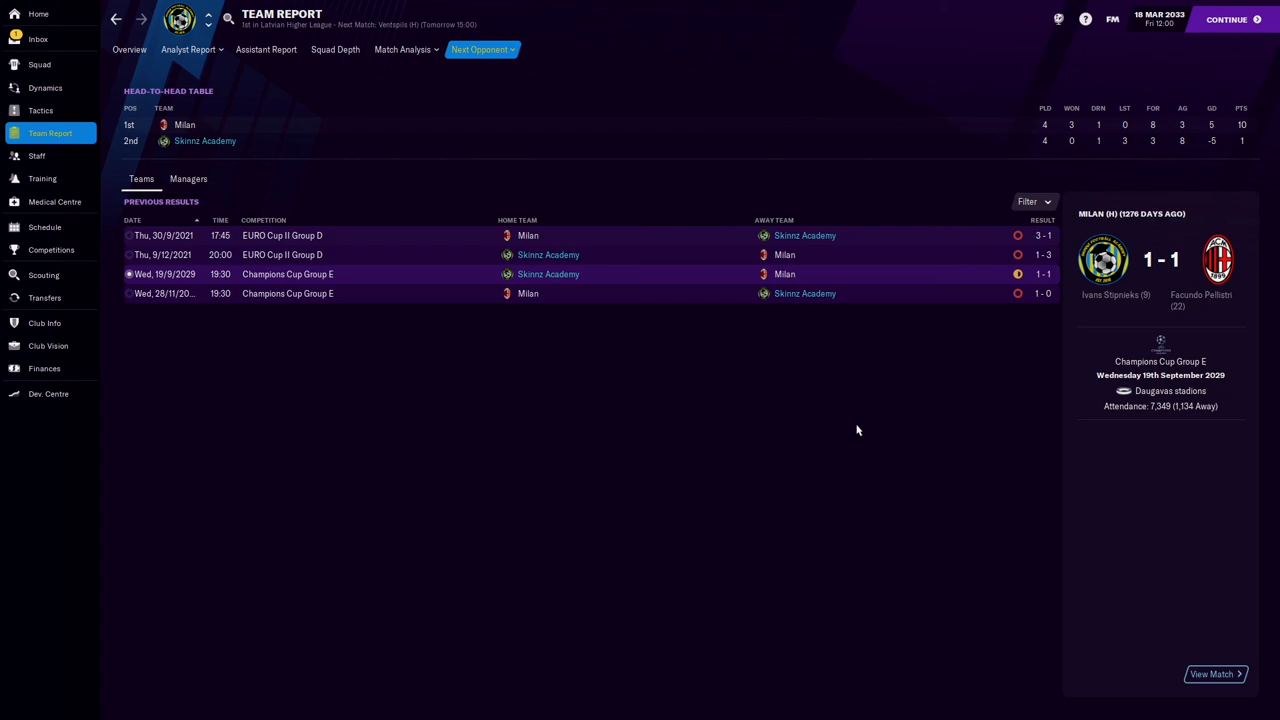 Home
TEAM REPORT
1st in Latvian Higher League - Next Match: Ventspils (H) (Tomorrow 15:00)
FM
18 MAR 2033
Fri 12:00
CONTINUE
1
Inbox
Overview
Analyst Report
Assistant Report
Squad Depth
Match Analysis
Next Opponent
Squad
Dynamics
Tactics
Team Report
Staff
Training
Medical Centre
Schedule
Competitions
Scouting
Transfers
Club Info
Club Vision
Finances
Dev. Centre
HEAD-TO-HEAD TABLE
POS TEAM PLD WON DRN LST FOR AG GD PTS
1st Milan 4 3 1 0 8 3 5 10
2nd Skinnz Academy 4 0 1 3 3 8 -5 1
Teams Managers
PREVIOUS RESULTS
Filter
DATE TIME COMPETITION HOME TEAM AWAY TEAM RESULT
Thu, 30/9/2021 17:45 EURO Cup II Group D Milan Skinnz Academy 3 - 1
Thu, 9/12/2021 20:00 EURO Cup II Group D Skinnz Academy Milan 1 - 3
Wed, 19/9/2029 19:30 Champions Cup Group E Skinnz Academy Milan 1 - 1
Wed, 28/11/20... 19:30 Champions Cup Group E Milan Skinnz Academy 1 - 0
MILAN (H) (1276 DAYS AGO)
1 - 1
Ivans Stipnieks (9)
Facundo Pellistri
(22)
Champions Cup Group E
Wednesday 19th September 2029
Daugavas stadions
Attendance: 7,349 (1,134 Away)
View Match